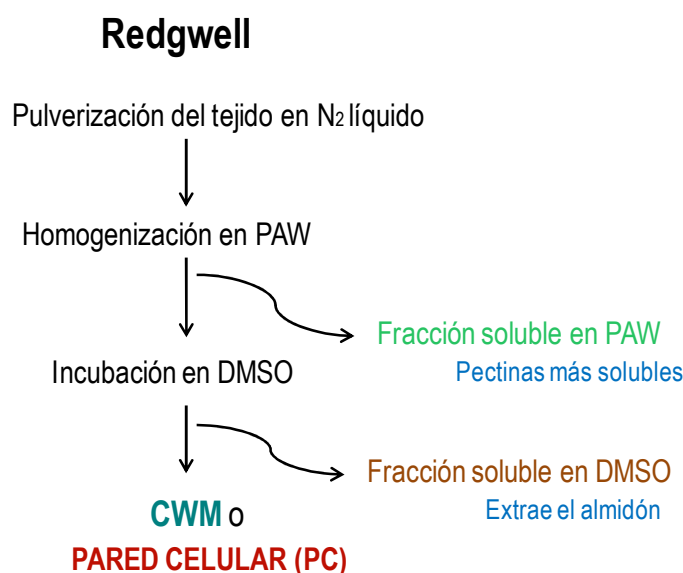 Redgwell
Pulverización del tejido en N2 líquido
Homogenización en PAW
Fracción soluble en PAW
Pectinas más solubles
Incubación en DMSO
Fracción soluble en DMSO
Extrae el almidón
CWM o
PARED CELULAR (PC)